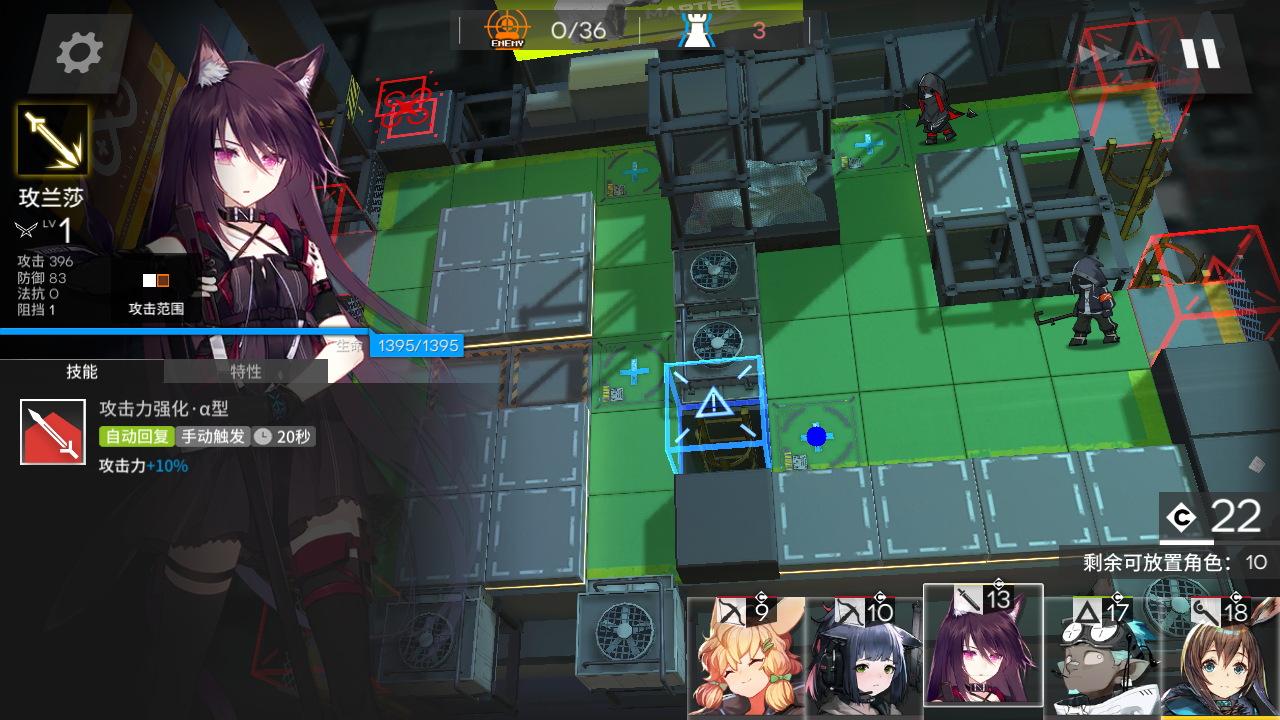 ENEMY 0/36 3
玫兰莎
LV 1
攻击 396
防御 83
法抗 0
阻挡 1
攻击范围
生命 1395/1395
技能 特性
攻击力强化·α型
自动回复 手动触发 20秒
攻击力+10%
C 22
剩余可放置角色： 10
C 9
C 10
C 13
C 17
C 18